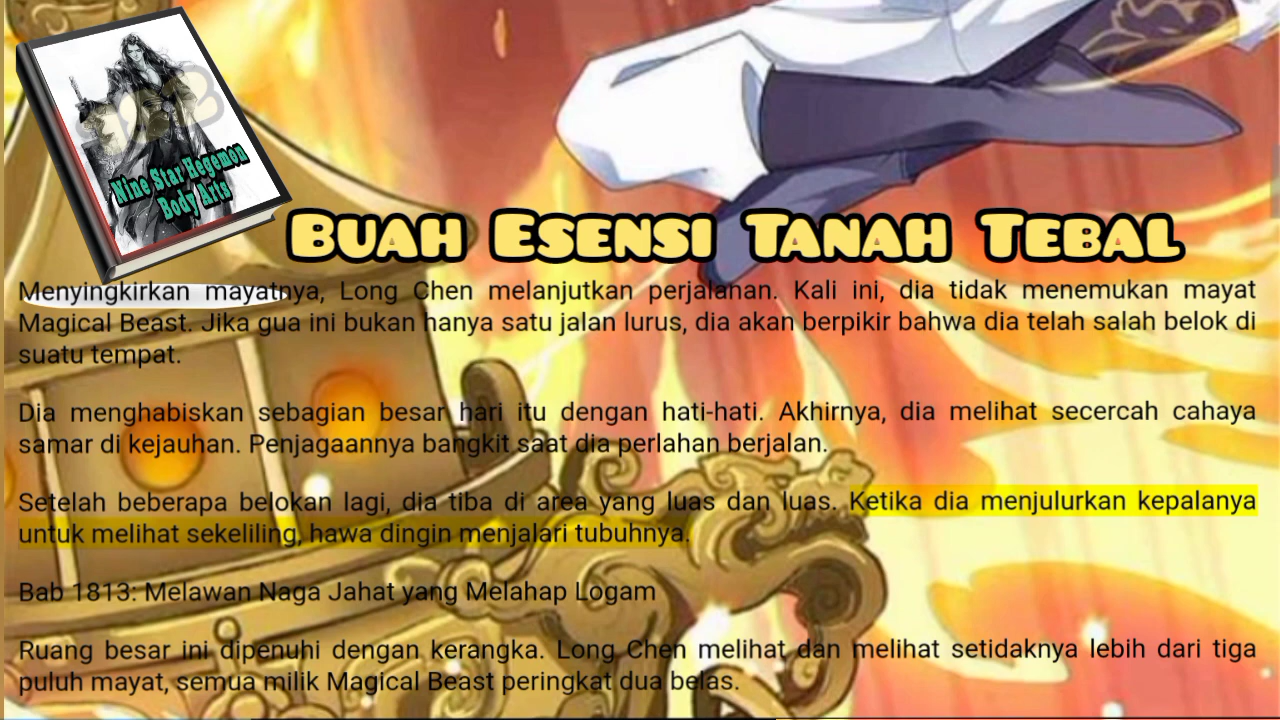 Nine Star Hegemon
Body Arts
BUAH ESENSI TANAH TEBAL
Menyingkirkan mayatnya, Long Chen melanjutkan perjalanan. Kali ini, dia tidak menemukan mayat
Magical Beast. Jika gua ini bukan hanya satu jalan lurus, dia akan berpikir bahwa dia telah salah belok di
suatu tempat.
Dia menghabiskan sebagian besar hari itu dengan hati-hati. Akhirnya, dia melihat secercah cahaya
samar di kejauhan. Penjagaannya bangkit saat dia perlahan berjalan.
Setelah beberapa belokan lagi, dia tiba di area yang luas dan luas. Ketika dia menjulurkan kepalanya
untuk melihat sekeliling, hawa dingin menjalari tubuhnya.
Bab 1813: Melawan Naga Jahat yang Melahap Logam
Ruang besar ini dipenuhi dengan kerangka. Long Chen melihat dan melihat setidaknya lebih dari tiga
puluh mayat, semua milik Magical Beast peringkat dua belas.